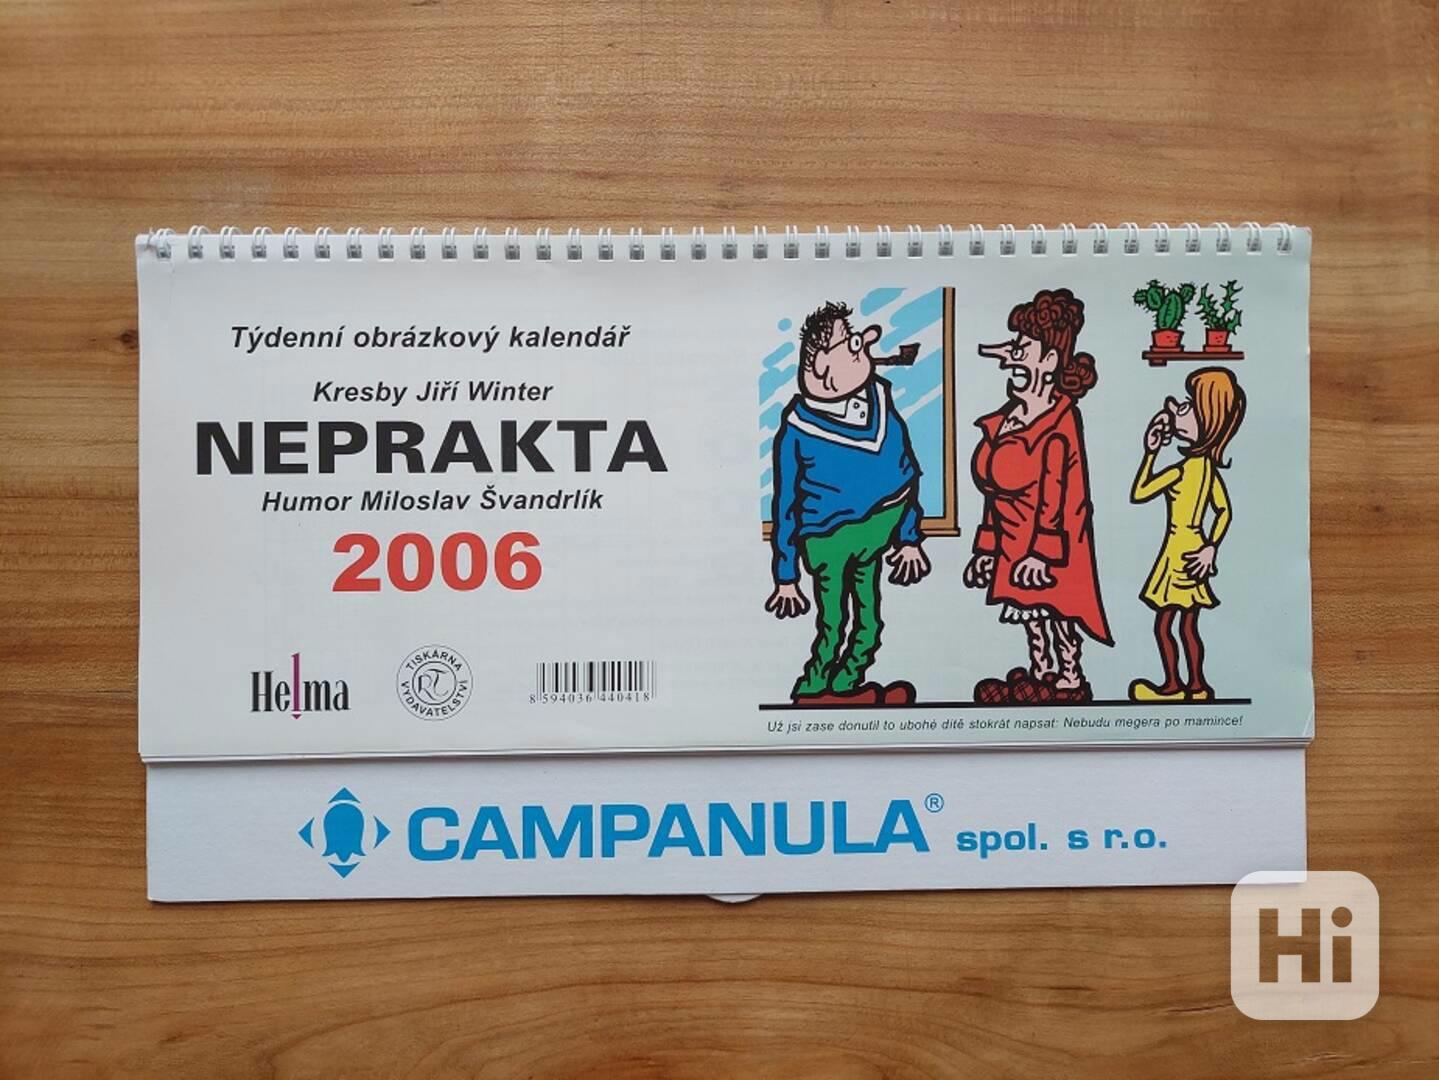 Týdenní obrázkový kalendář
Kresby Jiří Winter
NEPRAKTA
Humor Miloslav Švandrlík
2006
Helma
TISKÁRNA
VYDAVATELSTVÍ
RT
8 594036 440418
Už jsi zase donutil to ubohé dítě stokrát napsat: Nebudu megera po mamince!
CAMPANULA® spol. s r.o.
Hi